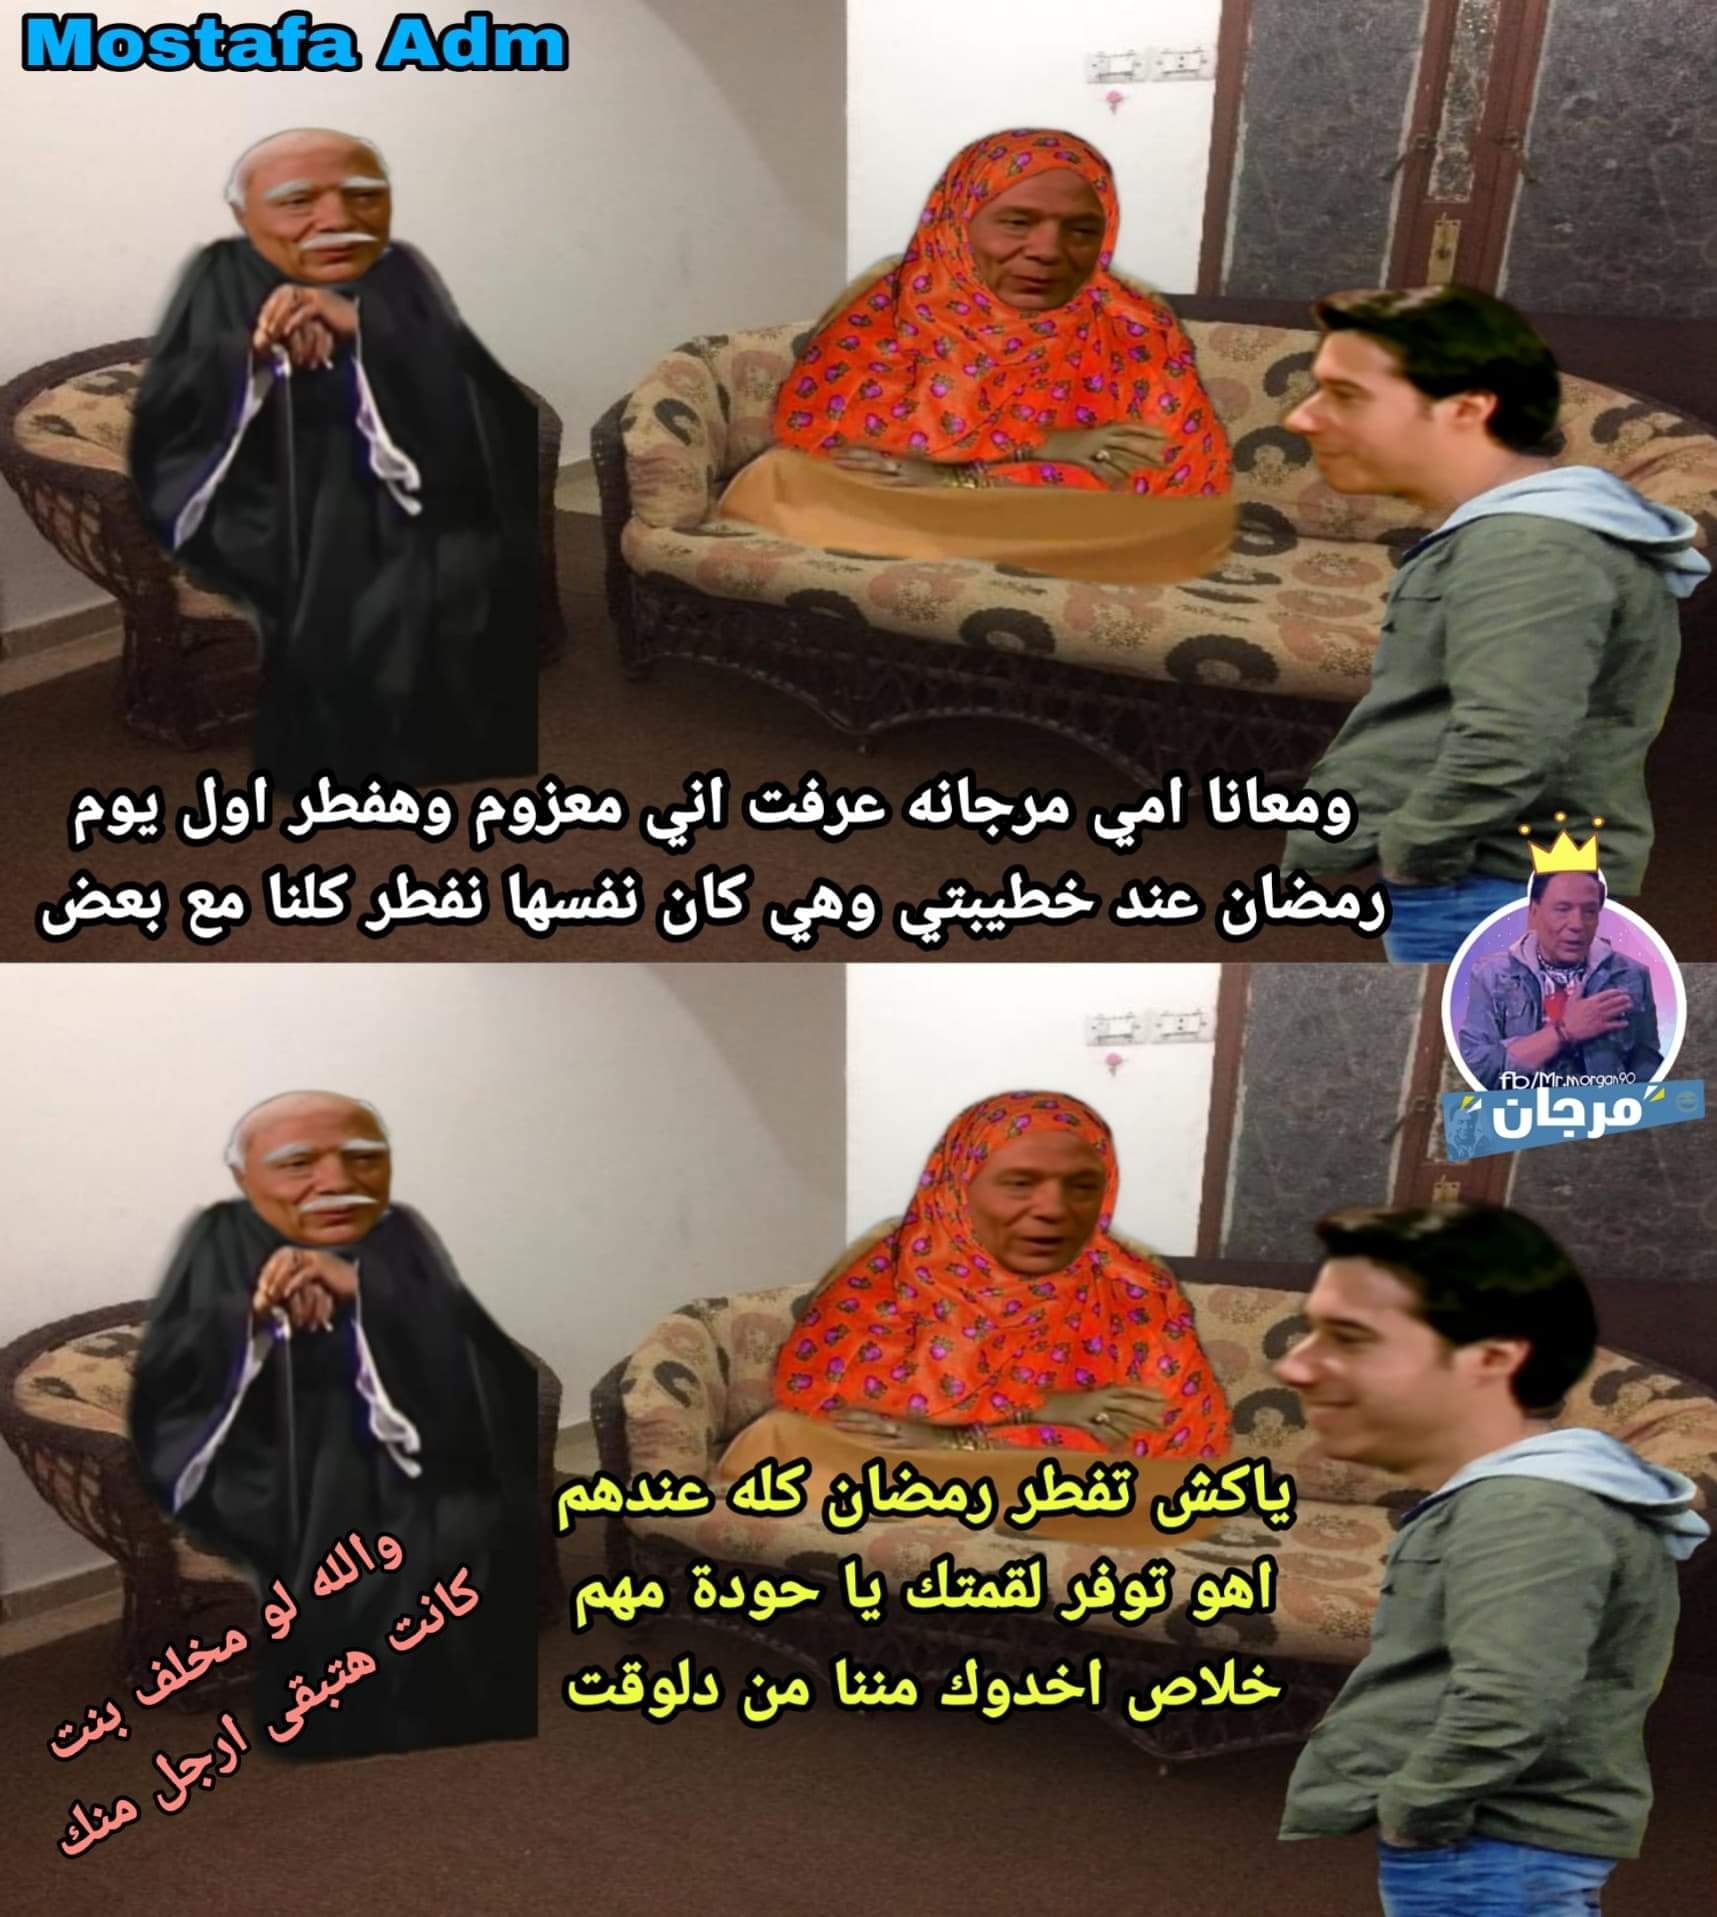 Mostafa Adm
ومعانا امي مرجانه عرفت اني معزوم وهفطر اول يوم
رمضان عند خطيبتي وهي كان نفسها نفطر كلنا مع بعض
fb/Mr.morgan90
مرجان
ياكش تفطر رمضان كله عندهم
اهو توفر لقمتك يا حودة مهم
خلاص اخدوك مننا من دلوقت
والله لو مخلف بنت
كانت هتبقى ارجل منك